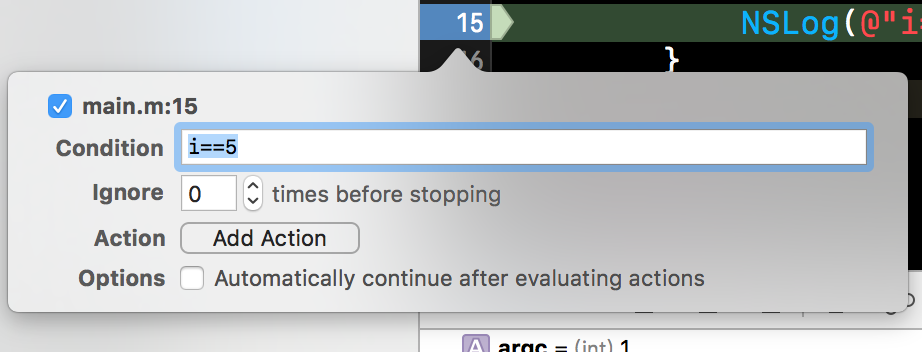 15 NSLog(@"i=
16 }
main.m:15
Condition i==5
Ignore 0 times before stopping
Action Add Action
Options Automatically continue after evaluating actions
A argc = (int) 1